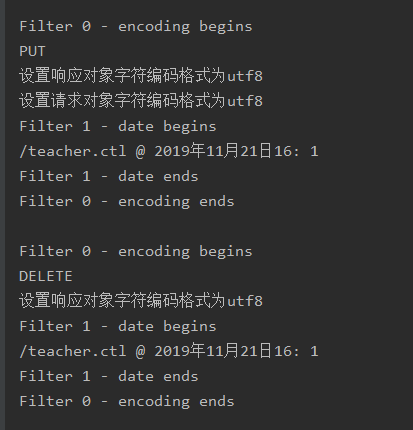 Filter 0 - encoding begins
PUT
设置响应对象字符编码格式为utf8
设置请求对象字符编码格式为utf8
Filter 1 - date begins
/teacher.ctl @ 2019年11月21日16: 1
Filter 1 - date ends
Filter 0 - encoding ends
Filter 0 - encoding begins
DELETE
设置响应对象字符编码格式为utf8
Filter 1 - date begins
/teacher.ctl @ 2019年11月21日16: 1
Filter 1 - date ends
Filter 0 - encoding ends